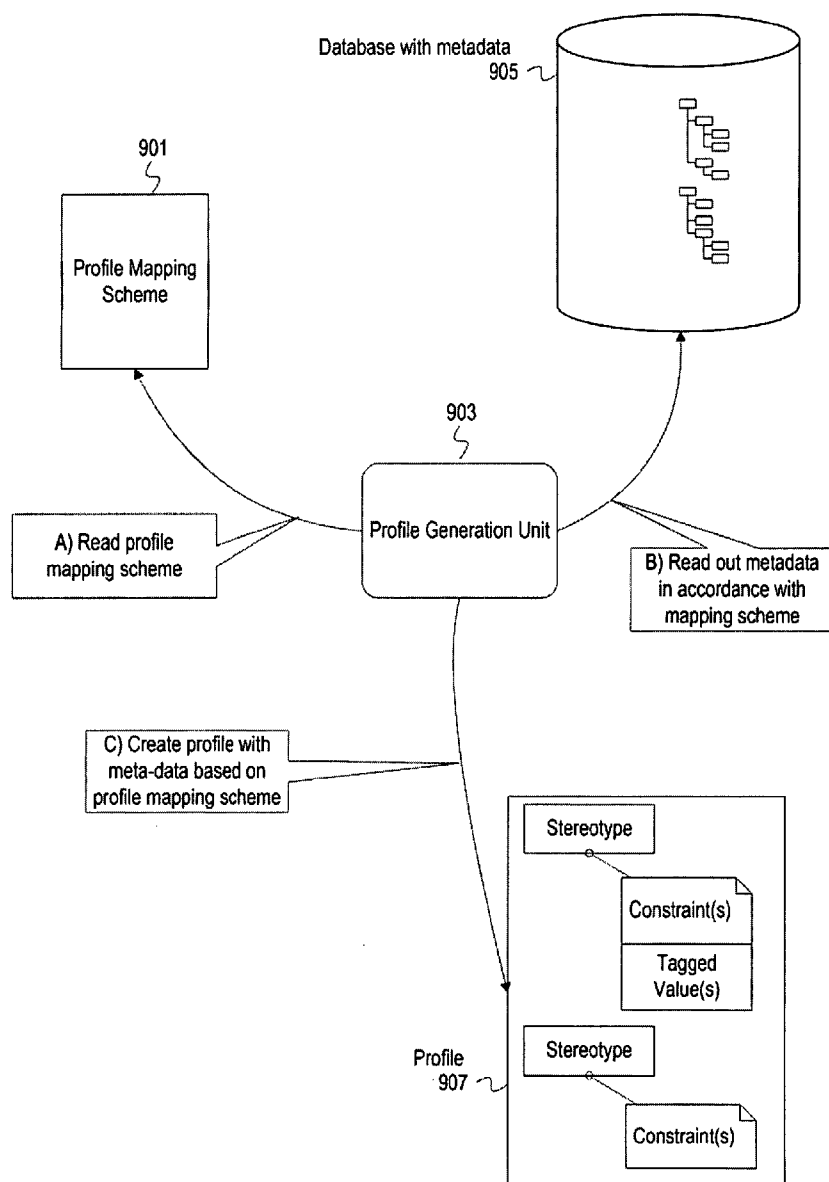 Database with metadata
905
901
Profile Mapping
Scheme
903
Profile Generation Unit
A) Read profile
mapping scheme
B) Read out metadata
in accordance with
mapping scheme
C) Create profile with
meta-data based on
profile mapping scheme
Stereotype
Constraint(s)
Tagged
Value(s)
Profile
907
Stereotype
Constraint(s)